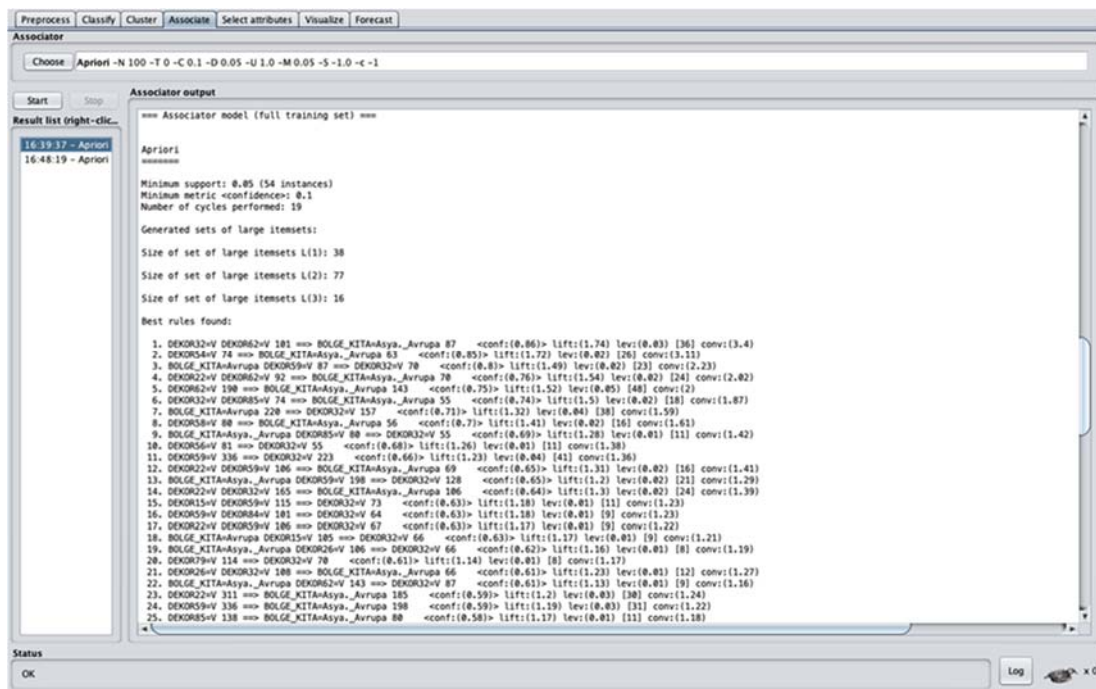 Preprocess Classify Cluster Associate Select attributes Visualize Forecast
Associator
Choose Apriori -N 100 -T 0 -C 0.1 -D 0.05 -U 1.0 -M 0.05 -S -1.0 -c -1
Start Stop
Result list (right-clic...
16:39:37 - Apriori
16:48:19 - Apriori
Associator output
=== Associator model (full training set) ===
Apriori
=======
Minimum support: 0.05 (54 instances)
Minimum metric <confidence>: 0.1
Number of cycles performed: 19
Generated sets of large itemsets:
Size of set of large itemsets L(1): 38
Size of set of large itemsets L(2): 77
Size of set of large itemsets L(3): 16
Best rules found:
1. DEKOR32=V DEKOR62=V 101 ==> BOLGE_KITA=Asya._Avrupa 87 <conf:(0.86)> lift:(1.74) lev:(0.03) [36] conv:(3.4)
2. DEKOR54=V 74 ==> BOLGE_KITA=Asya._Avrupa 63 <conf:(0.85)> lift:(1.72) lev:(0.02) [26] conv:(3.11)
3. BOLGE_KITA=Avrupa DEKOR59=V 87 ==> DEKOR32=V 70 <conf:(0.8)> lift:(1.49) lev:(0.02) [23] conv:(2.23)
4. DEKOR22=V DEKOR62=V 92 ==> BOLGE_KITA=Asya._Avrupa 70 <conf:(0.76)> lift:(1.54) lev:(0.02) [24] conv:(2.02)
5. DEKOR62=V 190 ==> BOLGE_KITA=Asya._Avrupa 143 <conf:(0.75)> lift:(1.52) lev:(0.05) [48] conv:(2)
6. DEKOR32=V DEKOR85=V 74 ==> BOLGE_KITA=Asya._Avrupa 55 <conf:(0.74)> lift:(1.5) lev:(0.02) [18] conv:(1.87)
7. BOLGE_KITA=Avrupa 220 ==> DEKOR32=V 157 <conf:(0.71)> lift:(1.32) lev:(0.04) [38] conv:(1.59)
8. DEKOR58=V 80 ==> BOLGE_KITA=Asya._Avrupa 56 <conf:(0.7)> lift:(1.41) lev:(0.02) [16] conv:(1.61)
9. BOLGE_KITA=Asya._Avrupa DEKOR85=V 80 ==> DEKOR32=V 55 <conf:(0.69)> lift:(1.28) lev:(0.01) [11] conv:(1.42)
10. DEKOR56=V 81 ==> DEKOR32=V 55 <conf:(0.68)> lift:(1.26) lev:(0.01) [11] conv:(1.38)
11. DEKOR59=V 336 ==> DEKOR32=V 223 <conf:(0.66)> lift:(1.23) lev:(0.04) [41] conv:(1.36)
12. DEKOR22=V DEKOR59=V 106 ==> BOLGE_KITA=Asya._Avrupa 69 <conf:(0.65)> lift:(1.31) lev:(0.02) [16] conv:(1.41)
13. BOLGE_KITA=Asya._Avrupa DEKOR59=V 198 ==> DEKOR32=V 128 <conf:(0.65)> lift:(1.2) lev:(0.02) [21] conv:(1.29)
14. DEKOR22=V DEKOR32=V 165 ==> BOLGE_KITA=Asya._Avrupa 106 <conf:(0.64)> lift:(1.3) lev:(0.02) [24] conv:(1.39)
15. DEKOR15=V DEKOR59=V 115 ==> DEKOR32=V 73 <conf:(0.63)> lift:(1.18) lev:(0.01) [11] conv:(1.23)
16. DEKOR59=V DEKOR84=V 101 ==> DEKOR32=V 64 <conf:(0.63)> lift:(1.18) lev:(0.01) [9] conv:(1.23)
17. DEKOR22=V DEKOR59=V 106 ==> DEKOR32=V 67 <conf:(0.63)> lift:(1.17) lev:(0.01) [9] conv:(1.22)
18. BOLGE_KITA=Asya._Avrupa DEKOR15=V 105 ==> DEKOR32=V 66 <conf:(0.63)> lift:(1.17) lev:(0.01) [9] conv:(1.21)
19. BOLGE_KITA=Asya._Avrupa DEKOR26=V 106 ==> DEKOR32=V 66 <conf:(0.62)> lift:(1.16) lev:(0.01) [8] conv:(1.19)
20. DEKOR79=V 114 ==> DEKOR32=V 70 <conf:(0.61)> lift:(1.14) lev:(0.01) [8] conv:(1.17)
21. DEKOR26=V DEKOR32=V 108 ==> BOLGE_KITA=Asya._Avrupa 66 <conf:(0.61)> lift:(1.23) lev:(0.01) [12] conv:(1.27)
22. BOLGE_KITA=Asya._Avrupa DEKOR62=V 143 ==> DEKOR32=V 87 <conf:(0.61)> lift:(1.13) lev:(0.01) [9] conv:(1.16)
23. DEKOR22=V 311 ==> BOLGE_KITA=Asya._Avrupa 185 <conf:(0.59)> lift:(1.2) lev:(0.03) [30] conv:(1.24)
24. DEKOR59=V 336 ==> BOLGE_KITA=Asya._Avrupa 198 <conf:(0.59)> lift:(1.19) lev:(0.03) [31] conv:(1.22)
25. DEKOR85=V 138 ==> BOLGE_KITA=Asya._Avrupa 80 <conf:(0.58)> lift:(1.17) lev:(0.01) [11] conv:(1.18)
Status
OK
Log
x 0